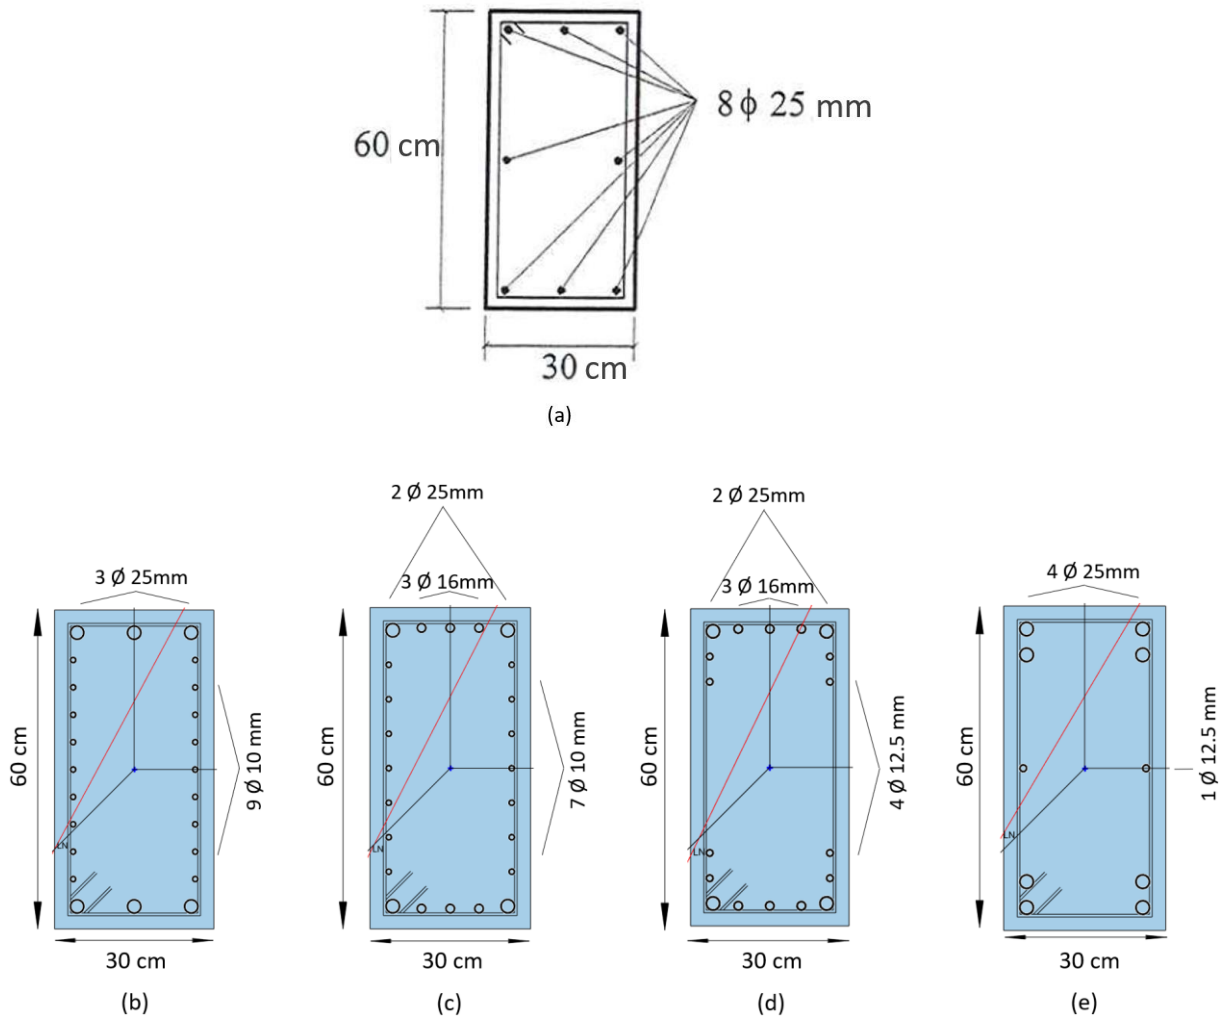 8ϕ 25 mm
60 cm
30 cm
(a)
2 Ø 25mm
2 Ø 25mm
3 Ø 25mm
3 Ø 16mm
3 Ø 16mm
4 Ø 25mm
60 cm
LN
9 Ø 10 mm
60 cm
LN
7 Ø 10 mm
60 cm
LN
4 Ø 12.5 mm
60 cm
LN
1 Ø 12.5 mm
30 cm
30 cm
30 cm
30 cm
(b)
(c)
(d)
(e)